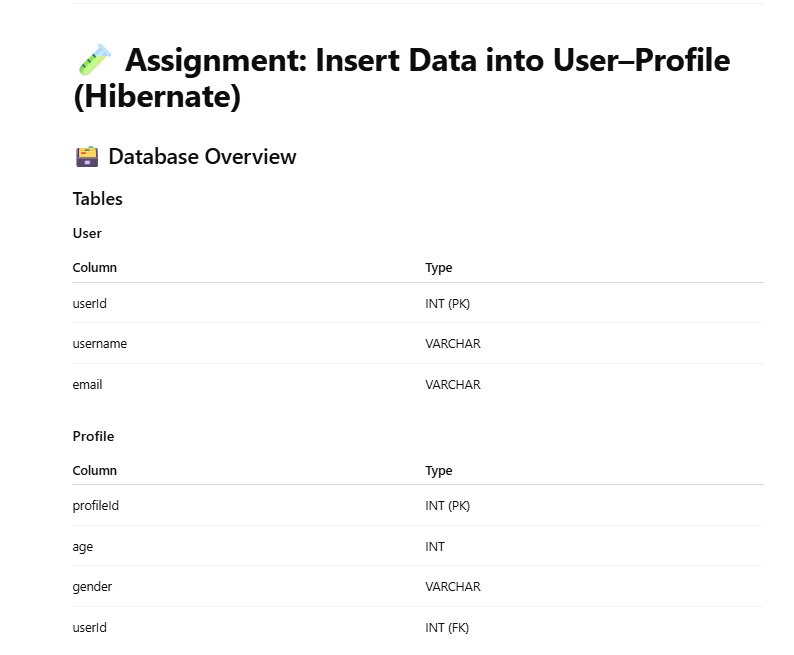 🧪 Assignment: Insert Data into User–Profile
(Hibernate)
🗃️ Database Overview
Tables
User
Column Type
userId INT (PK)
username VARCHAR
email VARCHAR
Profile
Column Type
profileId INT (PK)
age INT
gender VARCHAR
userId INT (FK)